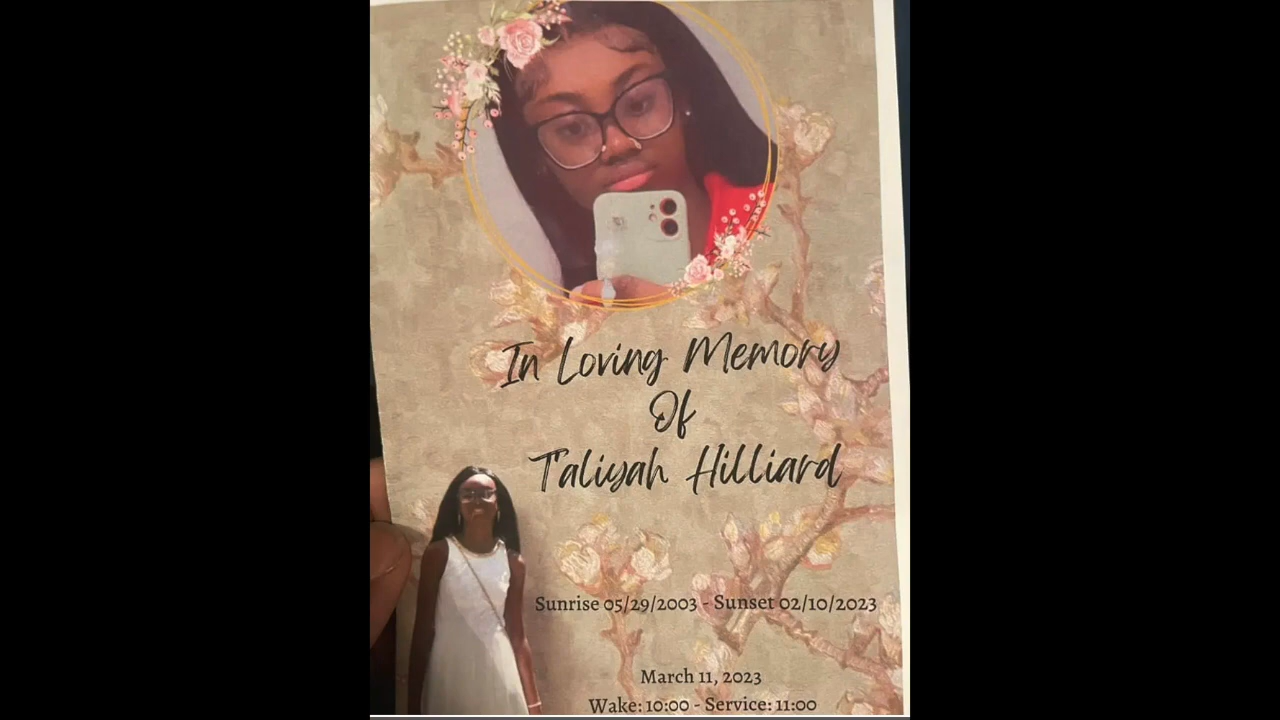 In Loving Memory
Of
Taliyah Hilliard
Sunrise 05/29/2003 - Sunset 02/10/2023
March 11, 2023
Wake: 10:00 - Service: 11:00